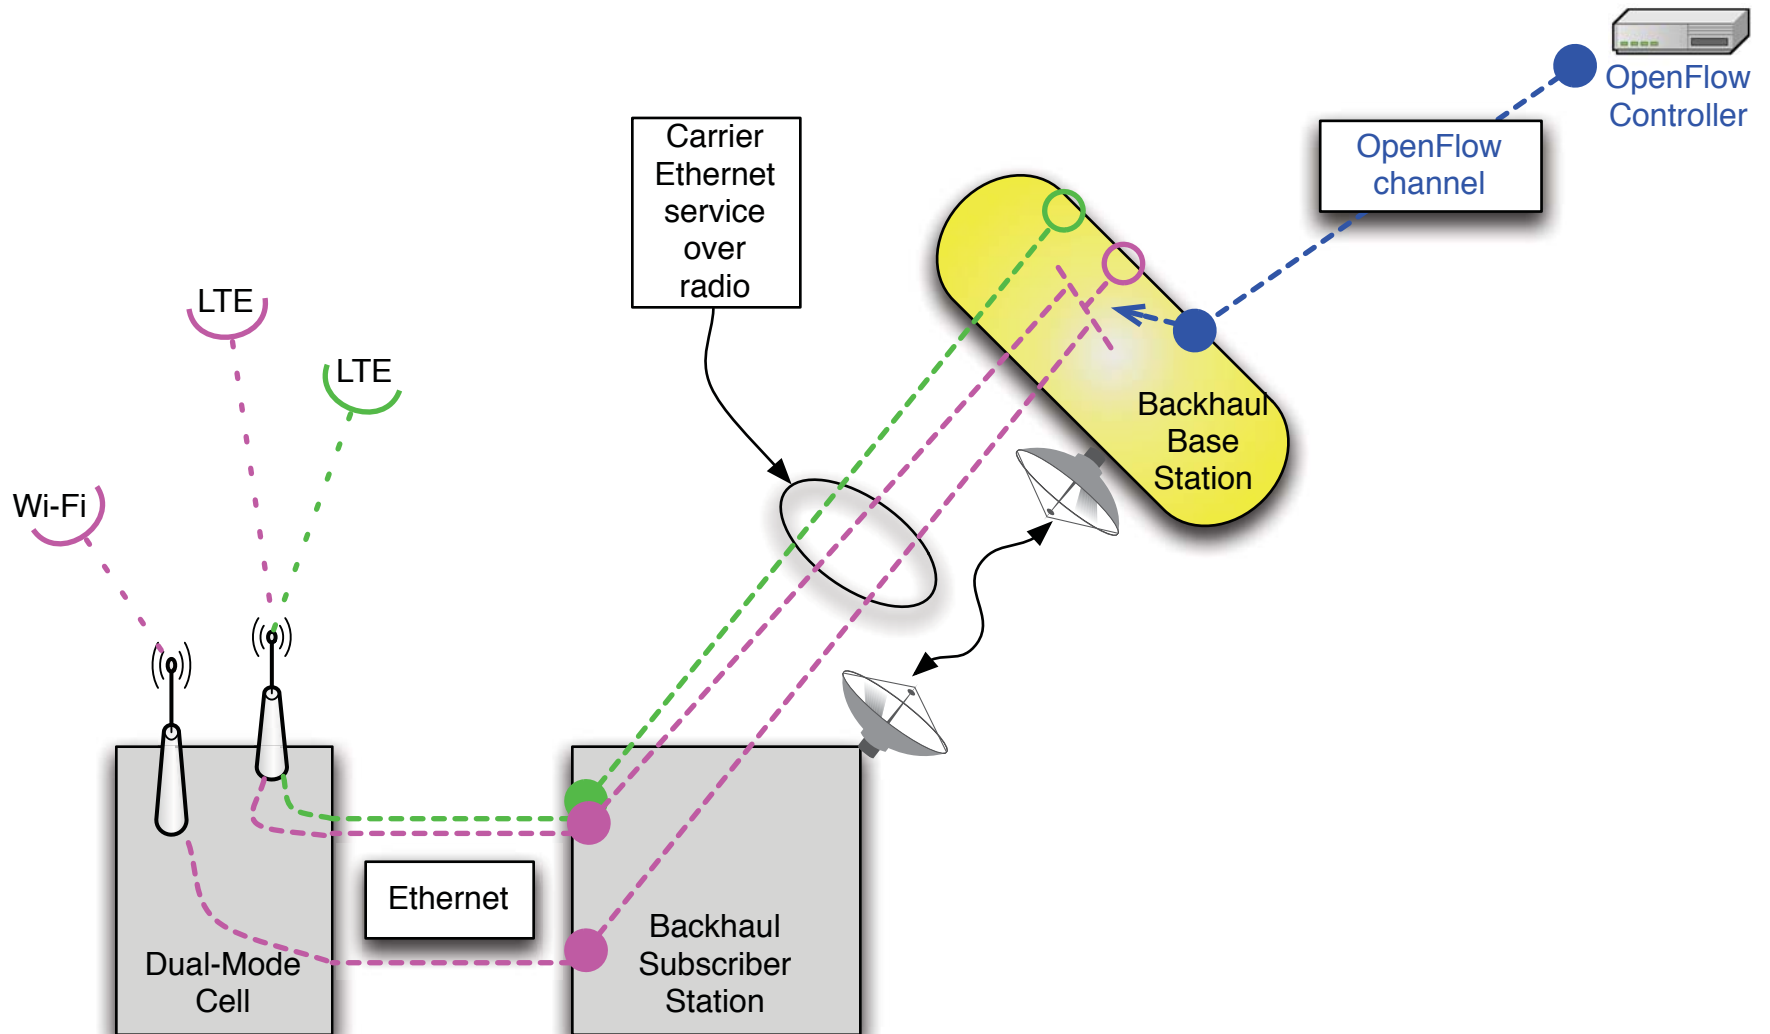 OpenFlow
Controller
OpenFlow
channel
Carrier
Ethernet
service
over
radio
LTE
LTE
Wi-Fi
Backhaul
Base
Station
Ethernet
Dual-Mode
Cell
Backhaul
Subscriber
Station